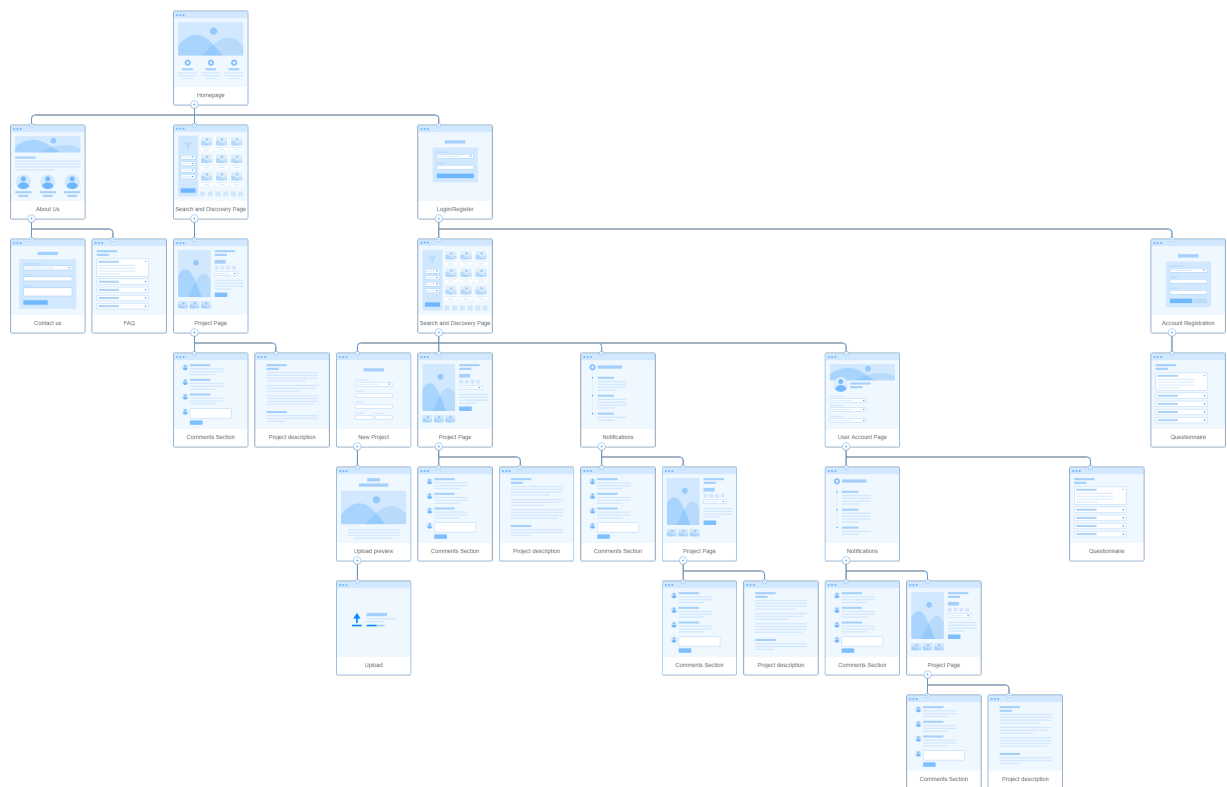 Homepage
About Us
Search and Discovery Page
Login/Register
Contact us
FAQ
Project Page
Search and Discovery Page
Account Registration
Comments Section
Project description
New Project
Project Page
Notifications
User Account Page
Questionnaire
Upload preview
Comments Section
Project description
Comments Section
Project Page
Notifications
Questionnaire
Upload
Comments Section
Project description
Comments Section
Project Page
Comments Section
Project description